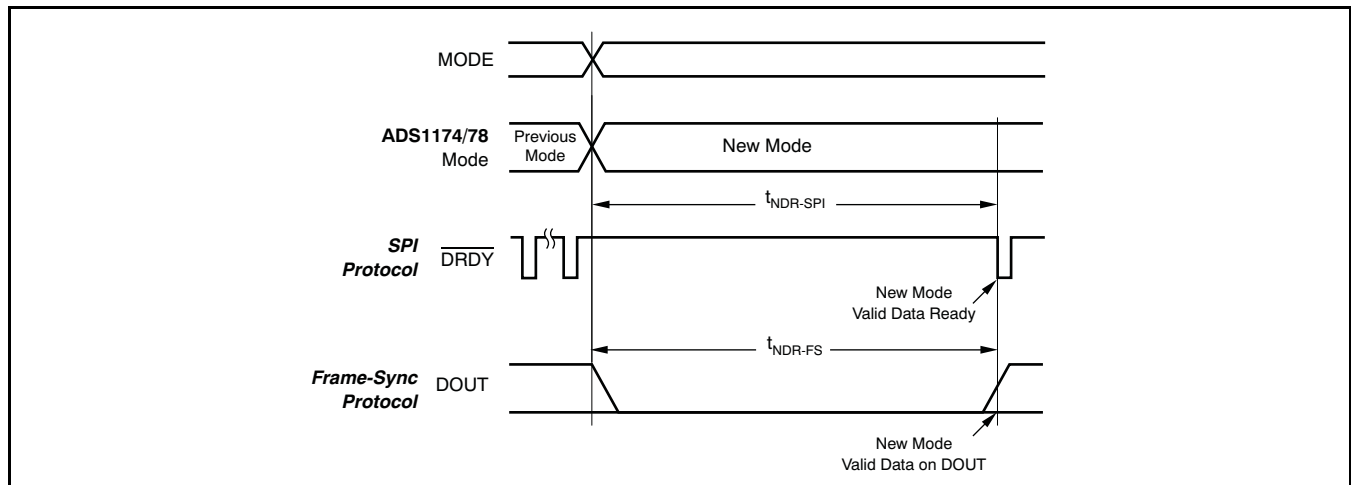 MODE
ADS1174/78
Mode
Previous
Mode
New Mode
tNDR-SPI
SPI
Protocol
DRDY
New Mode
Valid Data Ready
tNDR-FS
Frame-Sync
Protocol
DOUT
New Mode
Valid Data on DOUT